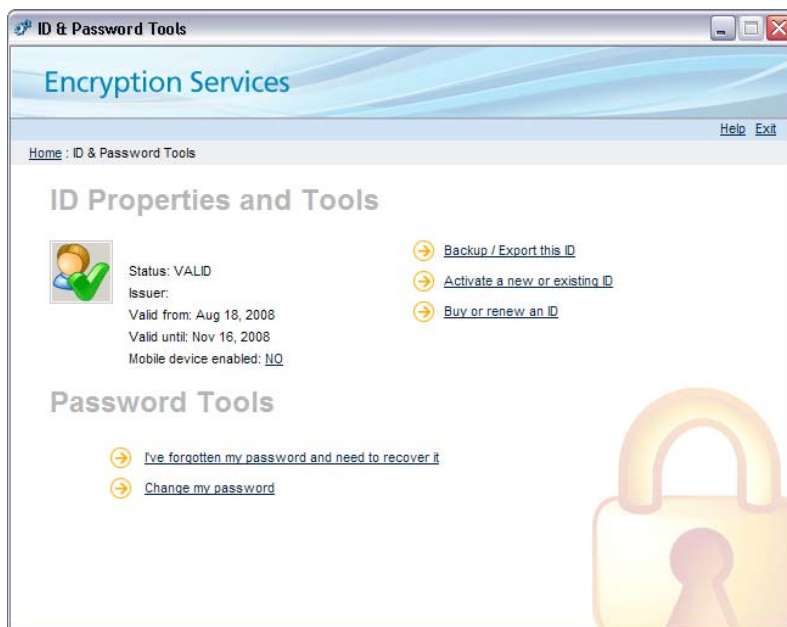 ID & Password Tools
Encryption Services
Help Exit
Home : ID & Password Tools
ID Properties and Tools
Status: VALID
Issuer:
Valid from: Aug 18, 2008
Valid until: Nov 16, 2008
Mobile device enabled: NO
Backup / Export this ID
Activate a new or existing ID
Buy or renew an ID
Password Tools
I've forgotten my password and need to recover it
Change my password